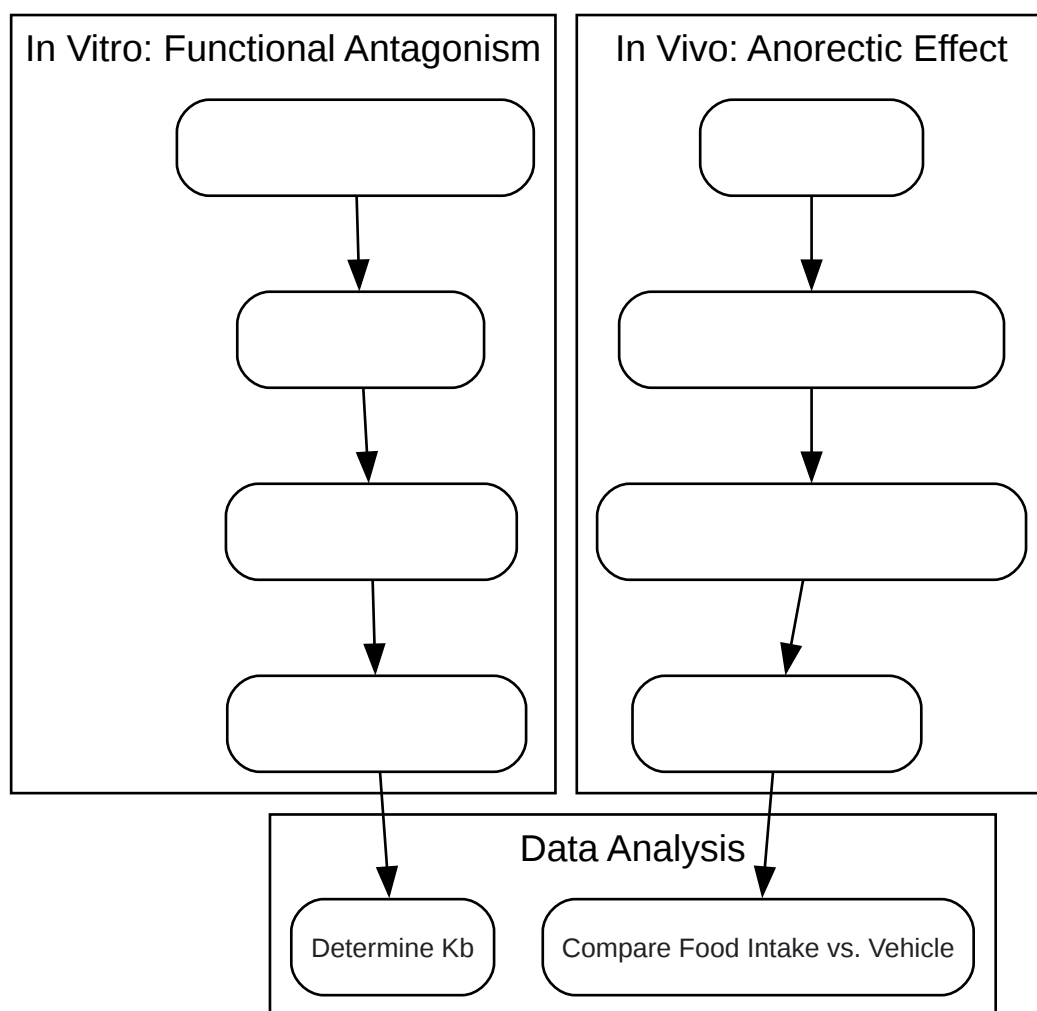 In Vitro: Functional Antagonism
In Vivo: Anorectic Effect
Data Analysis
Determine Kb
Compare Food Intake vs. Vehicle